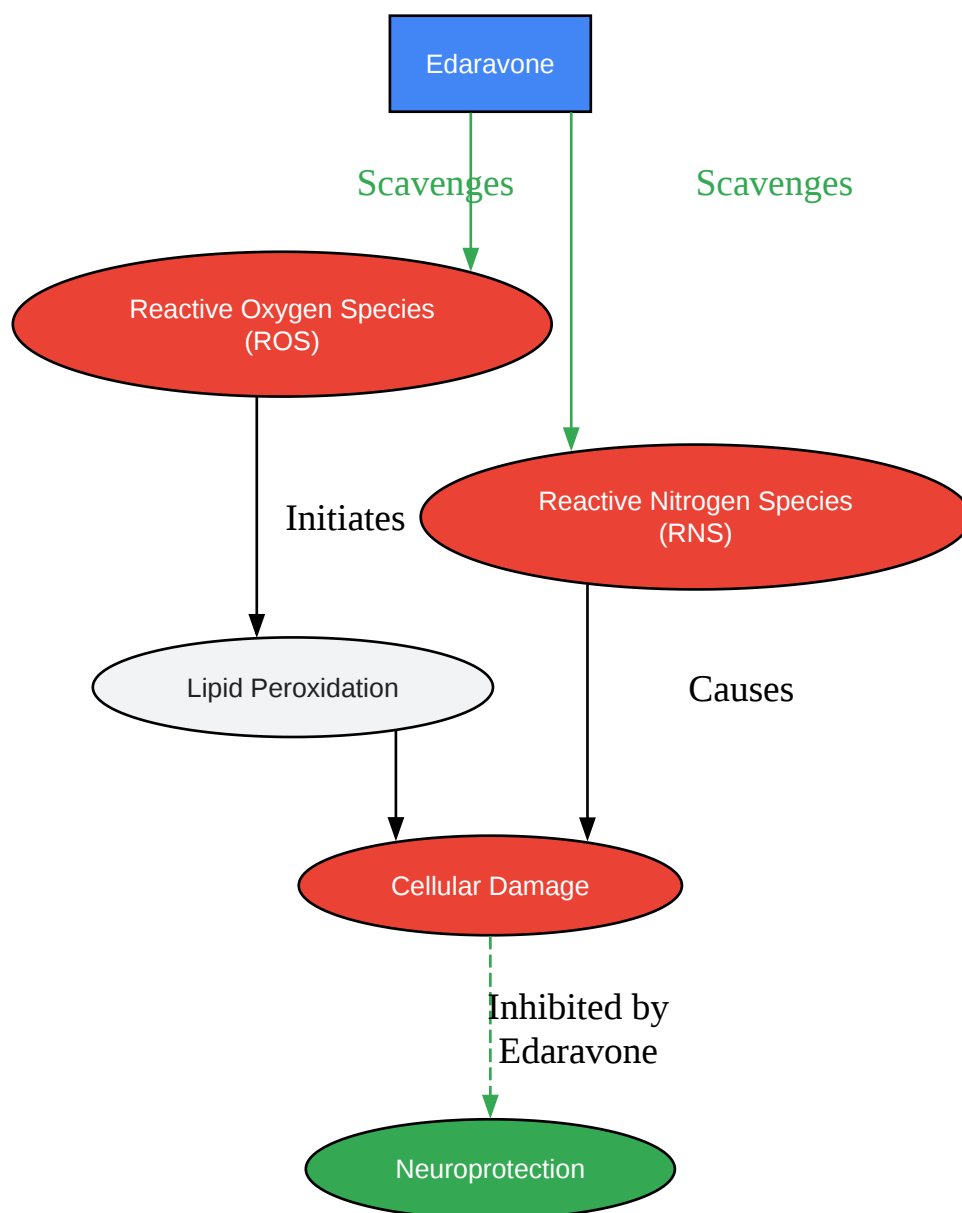 Edaravone
Scavenges
Scavenges
Reactive Oxygen Species
(ROS)
Initiates
Reactive Nitrogen Species
(RNS)
Lipid Peroxidation
Causes
Cellular Damage
Inhibited by
Edaravone
Neuroprotection